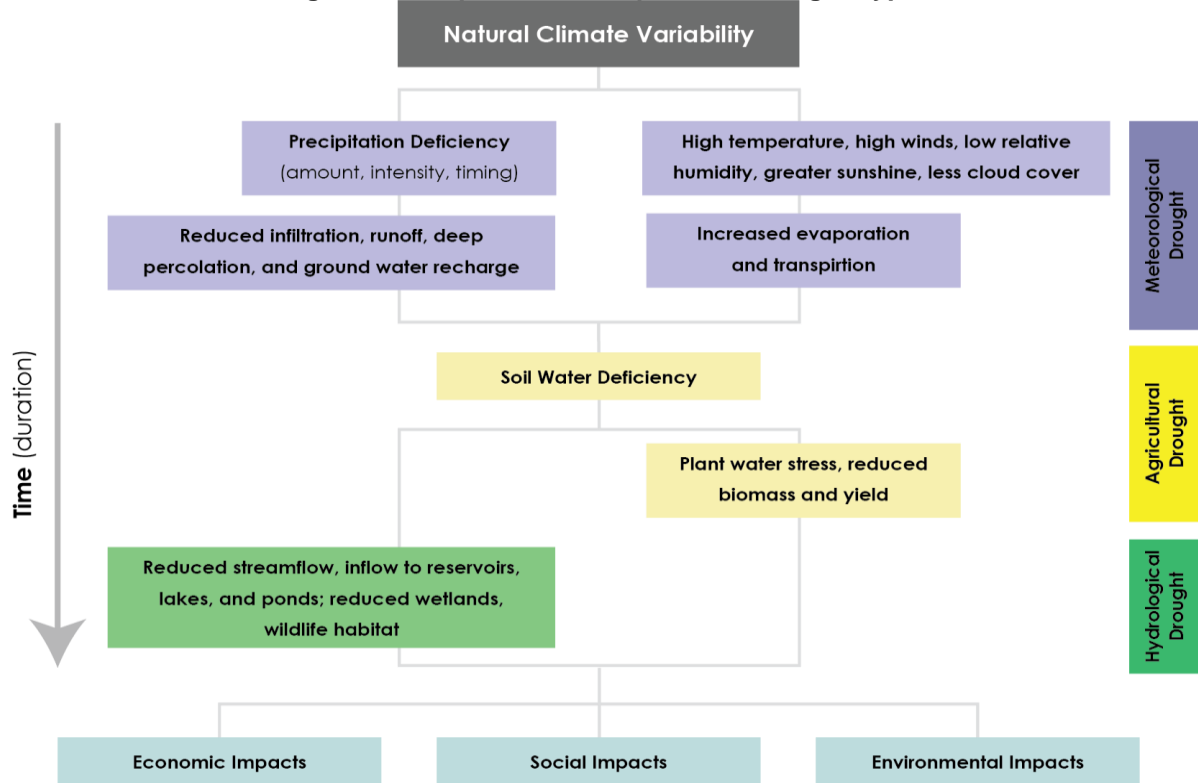 Natural Climate Variability
Precipitation Deficiency
(amount, intensity, timing)
High temperature, high winds, low relative
humidity, greater sunshine, less cloud cover
Reduced infiltration, runoff, deep
percolation, and ground water recharge
Increased evaporation
and transpirtion
Meteorological
Drought
Soil Water Deficiency
Plant water stress, reduced
biomass and yield
Agricultural
Drought
Time (duration)
Reduced streamflow, inflow to reservoirs,
lakes, and ponds; reduced wetlands,
wildlife habitat
Hydrological
Drought
Economic Impacts
Social Impacts
Environmental Impacts